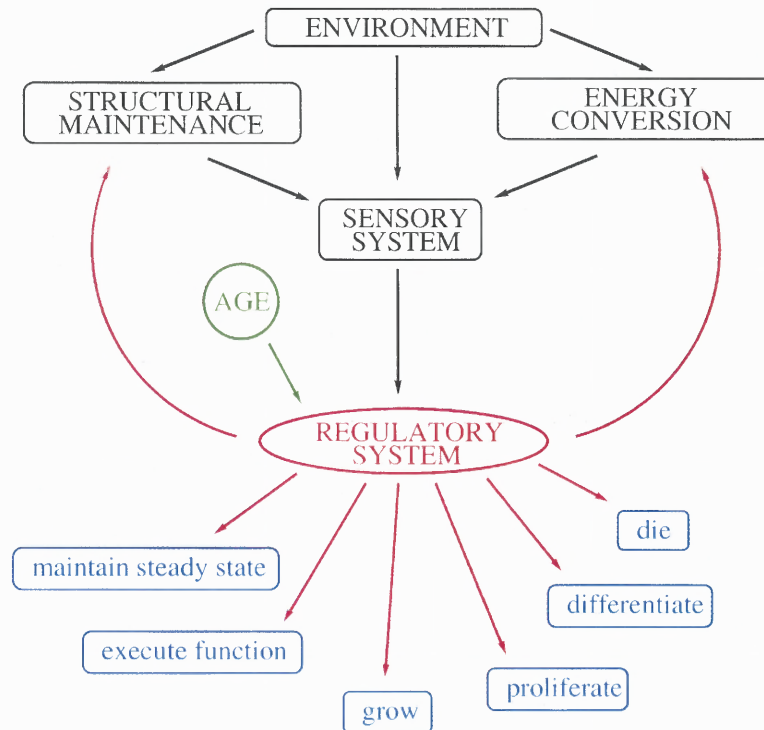 ENVIRONMENT
STRUCTURAL
MAINTENANCE
ENERGY
CONVERSION
SENSORY
SYSTEM
AGE
REGULATORY
SYSTEM
die
maintain steady state
differentiate
execute function
proliferate
grow